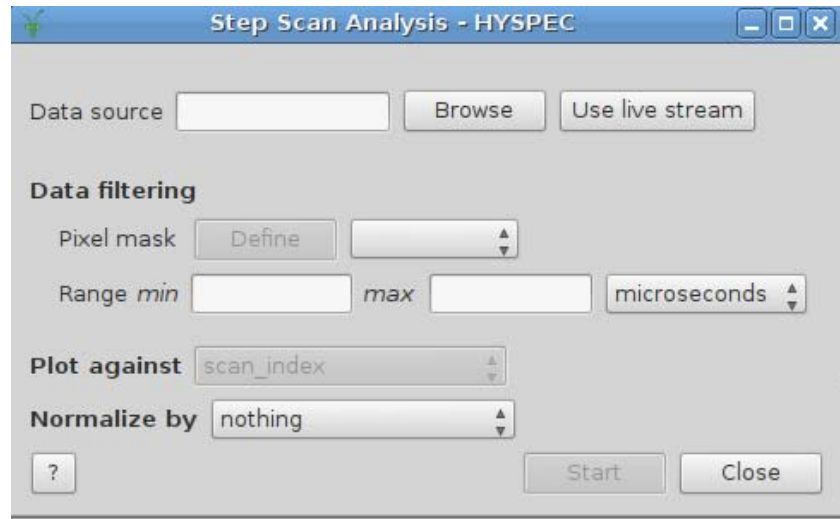 Step Scan Analysis - HYSPEC
Data source Browse Use live stream
Data filtering
Pixel mask Define
Range min max microseconds
Plot against scan_index
Normalize by nothing
? Start Close